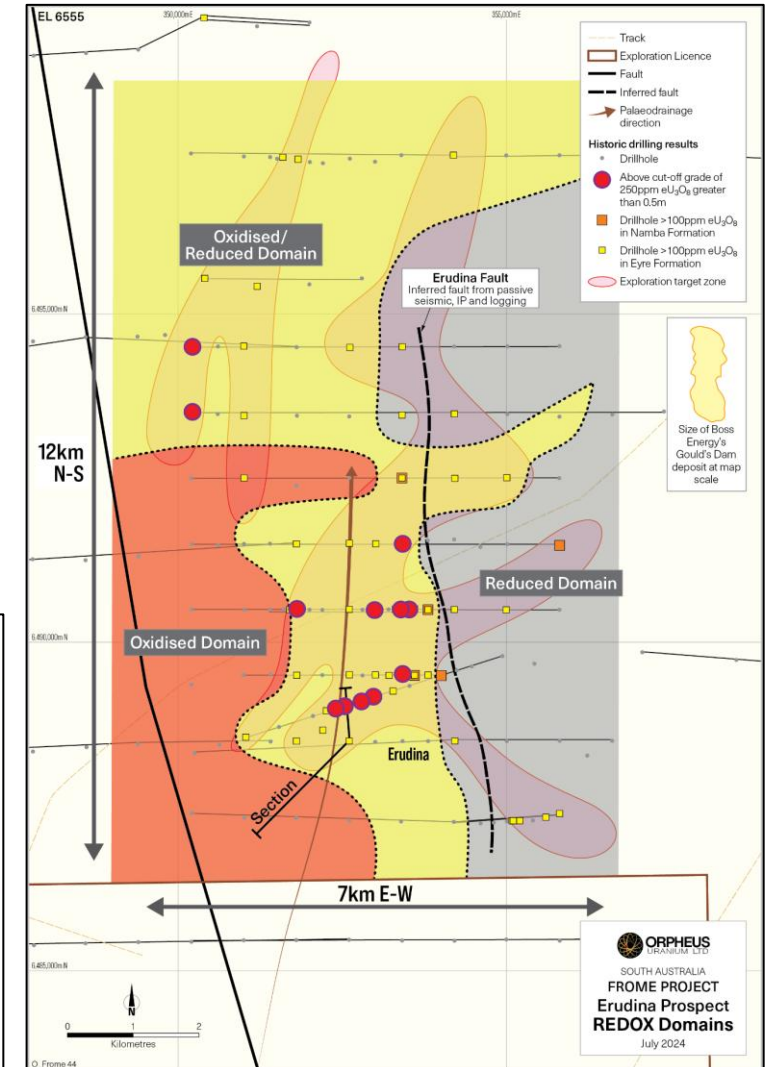 EL 6555
350,000mE
355,000mE
Track
Exploration Licence
Fault
Inferred fault
Palaeodrainage
direction
Historic drilling results
Drillhole
Above cut-off grade of
250ppm eU₃O₈ greater
than 0.5m
Drillhole >100ppm eU₃O₈
in Namba Formation
Drillhole >100ppm eU₃O₈
in Eyre Formation
Exploration target zone
Oxidised/
Reduced Domain
Erudina Fault
Inferred fault from passive
seismic, IP and logging
6,495,000mN
Size of Boss
Energy's
Gould's Dam
deposit at map
scale
12km
N-S
Reduced Domain
Oxidised Domain
6,490,000mN
Erudina
Section
7km E-W
6,485,000mN
N
0 1 2
Kilometres
ORPHEUS
URANIUM LTD
SOUTH AUSTRALIA
FROME PROJECT
Erudina Prospect
REDOX Domains
July 2024
O_Frome 44